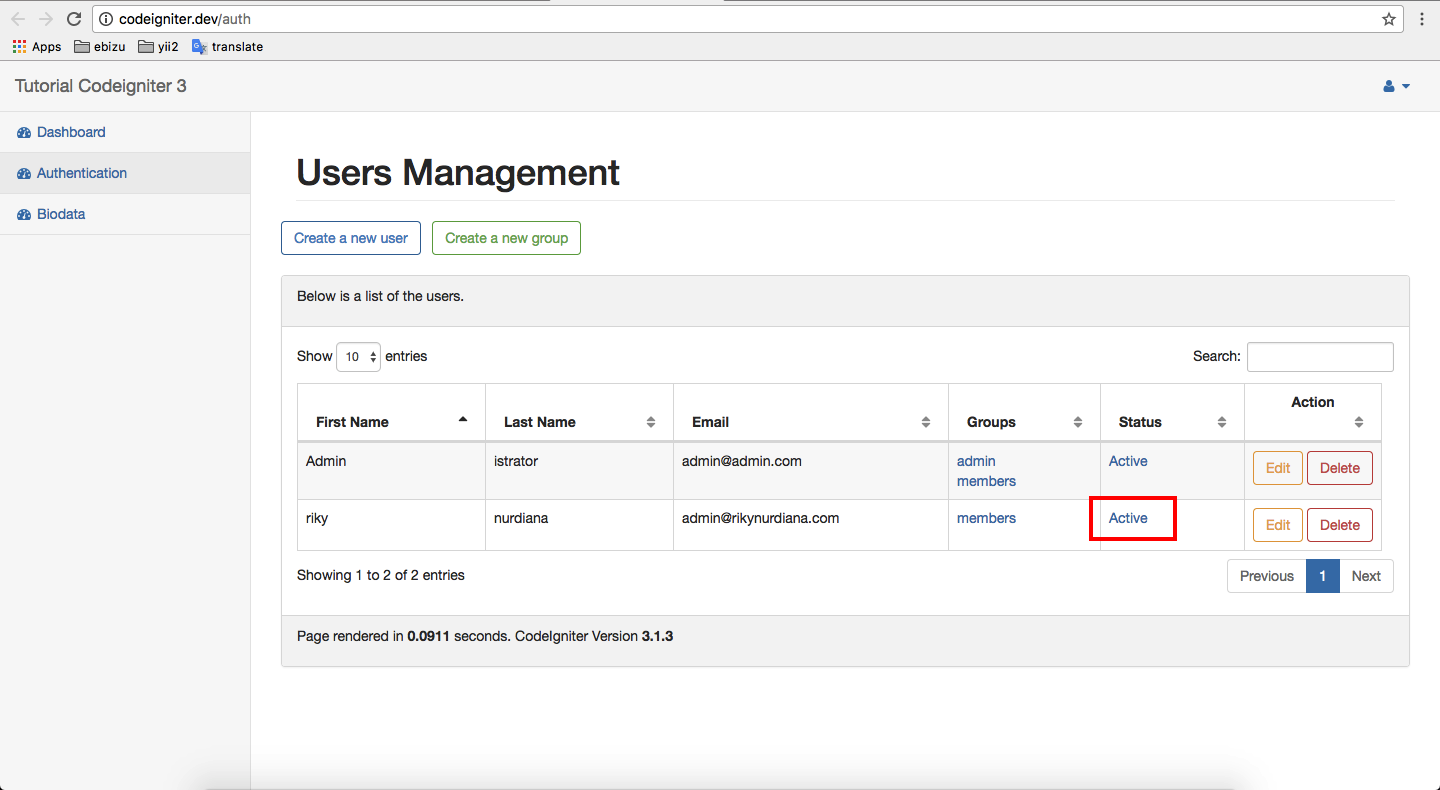 codeigniter.dev/auth
Apps ebizu yii2 translate
Tutorial Codeigniter 3
Dashboard
Authentication
Biodata
Users Management
Create a new user Create a new group
Below is a list of the users.
Show 10 entries Search:
First Name Last Name Email Groups Status Action
Admin istrator admin@admin.com admin Active Edit Delete
members
riky nurdiana admin@rikynurdiana.com members Active Edit Delete
Showing 1 to 2 of 2 entries Previous 1 Next
Page rendered in 0.0911 seconds. CodeIgniter Version 3.1.3